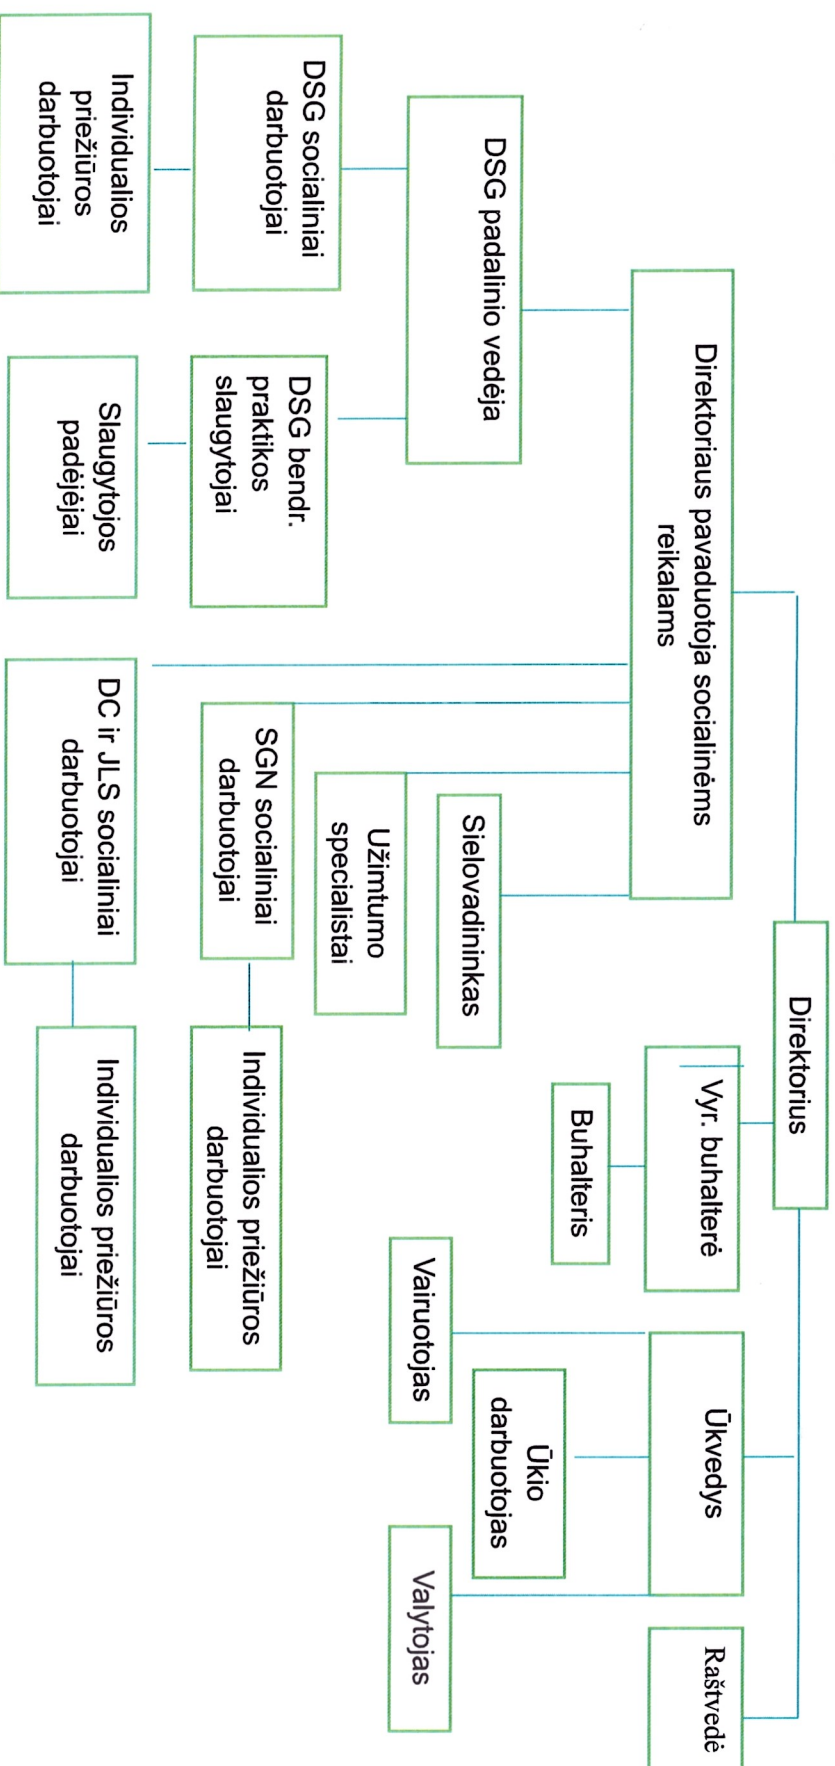 Direktorius
Direktoriaus pavaduotoja socialinėms
reikalams
Vyr. buhalterė
Ūkvedys
Raštvedė
DSG padalinio vedėja
Sielovadininkas
Buhalteris
Užimtumo
specialistai
Vairuotojas
Ūkio
darbuotojas
Valytojas
DSG socialiniai
darbuotojai
DSG bendr.
praktikos
slaugytojai
SGN socialiniai
darbuotojai
Individualios priežiūros
darbuotojai
Individualios
priežiūros
darbuotojai
Slaugytojos
padėjėjai
DC ir JLS socialiniai
darbuotojai
Individualios priežiūros
darbuotojai